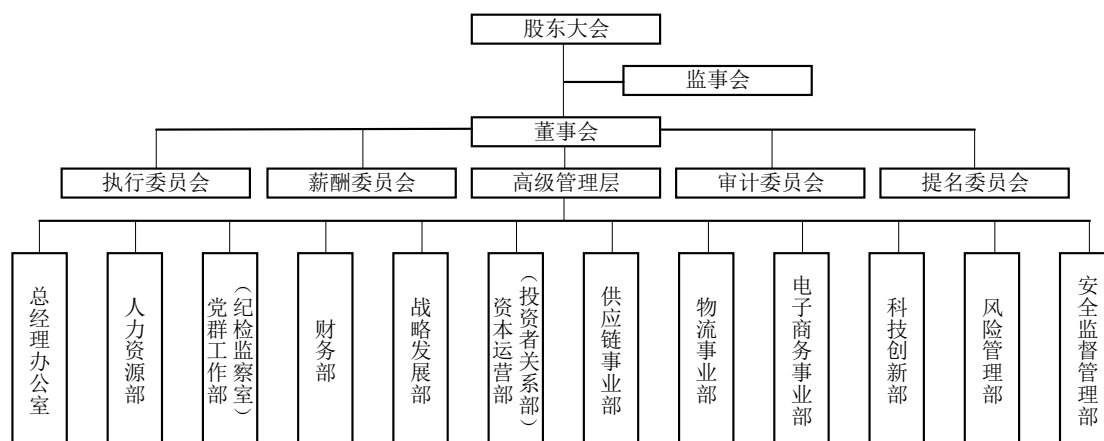 股东大会
监事会
董事会
执行委员会
薪酬委员会
高级管理层
审计委员会
提名委员会
总经理办公室
人力资源部
党群工作部
（纪检监察室）
财务部
战略发展部
资本运营部
（投资者关系部）
供应链事业部
物流事业部
电子商务事业部
科技创新部
风险管理部
安全监督管理部